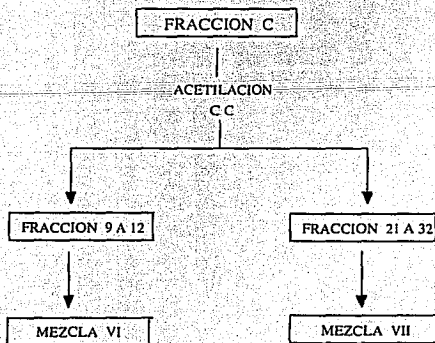 FRACCION C
ACETILACION
C C
FRACCION 9 A 12
FRACCION 21 A 32
MEZCLA VI
MEZCLA VII